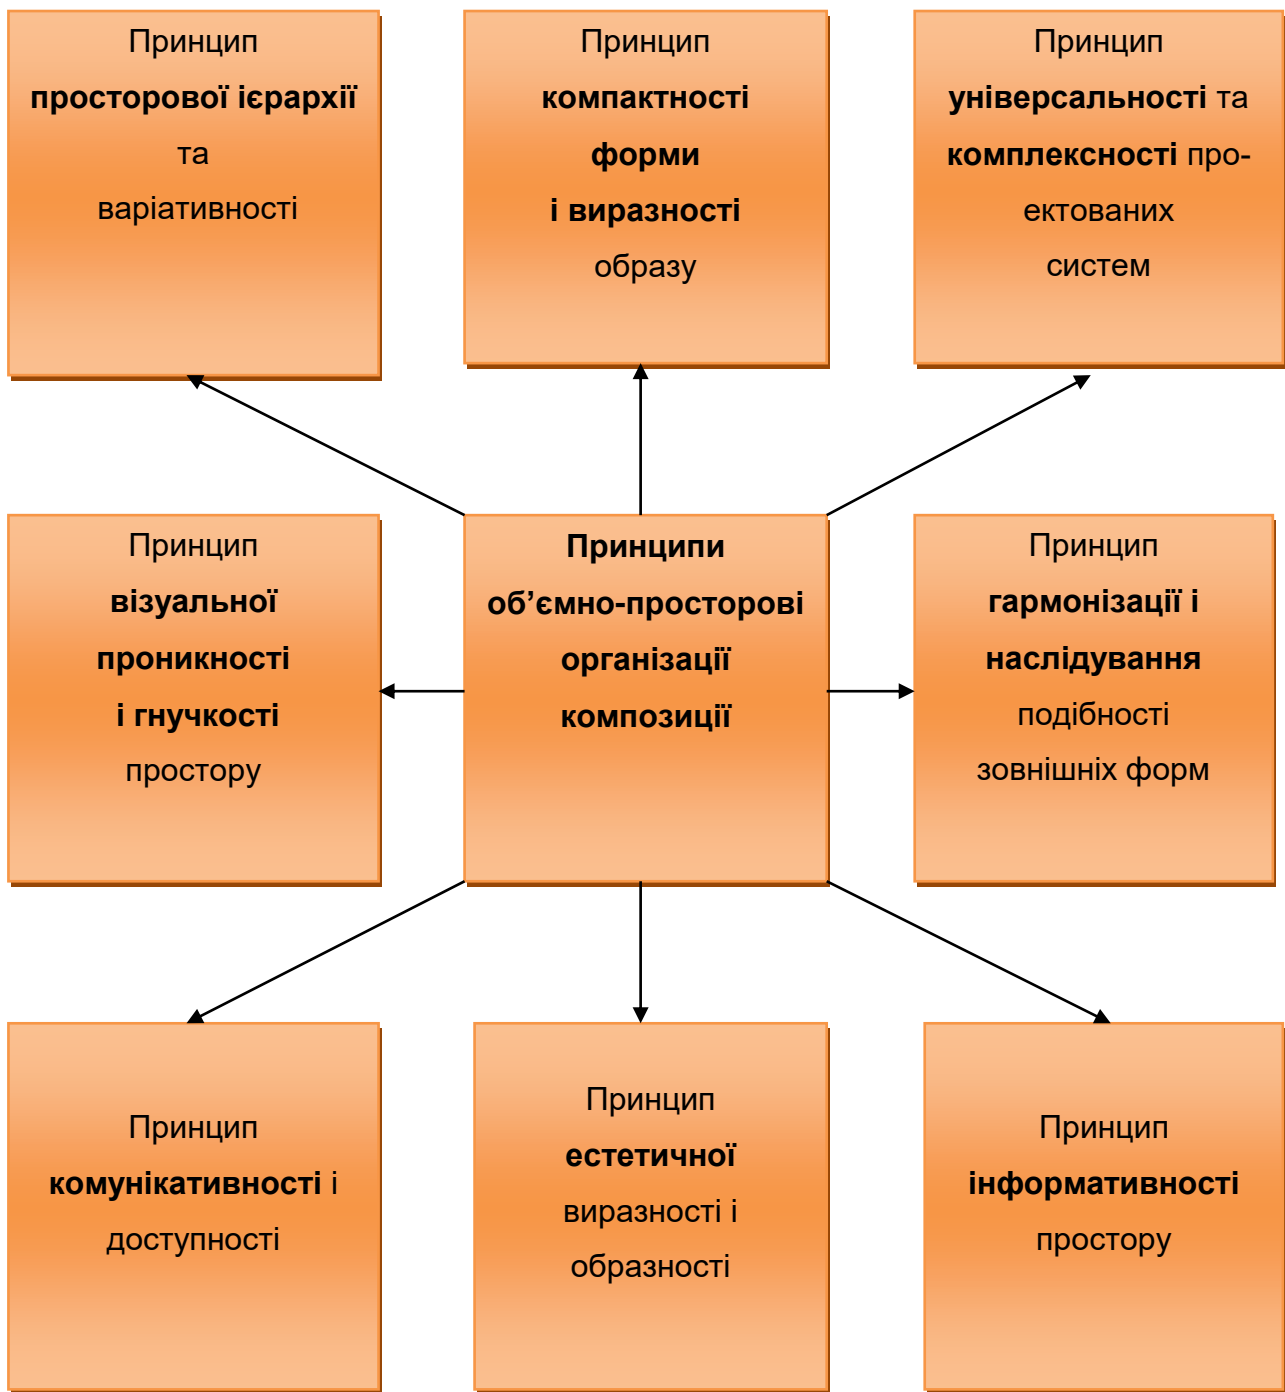 Принцип
просторової ієрархії
та
варіативності
Принцип
компактності
форми
і виразності
образу
Принцип
універсальності та
комплексності про-
ектованих
систем
Принцип
візуальної
проникності
і гнучкості
простору
Принципи
об’ємно-просторові
організації
композиції
Принцип
гармонізації і
наслідування
подібності
зовнішніх форм
Принцип
комунікативності і
доступності
Принцип
естетичної
виразності і
образності
Принцип
інформативності
простору